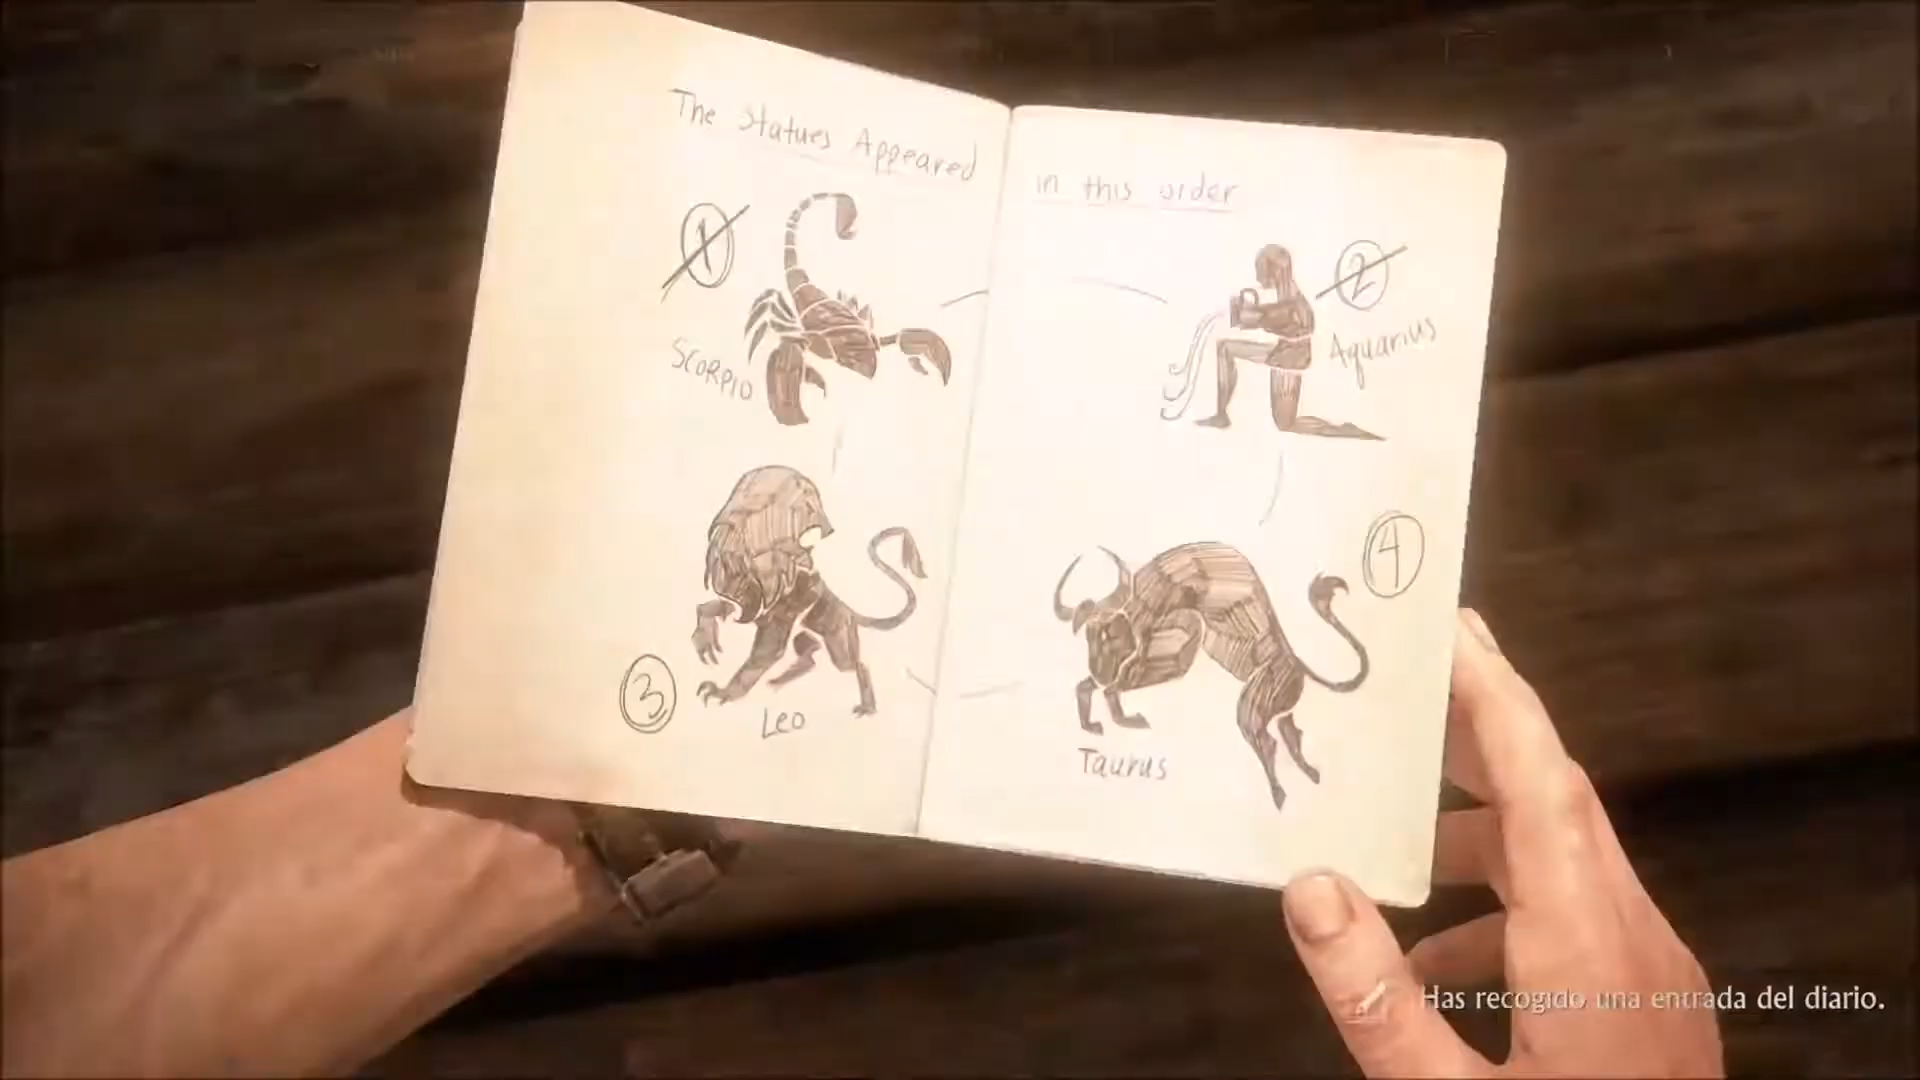 The Statues Appeared
in this order
1
SCORPIO
2
Aquarius
3
Leo
4
Taurus
Has recogido una entrada del diario.